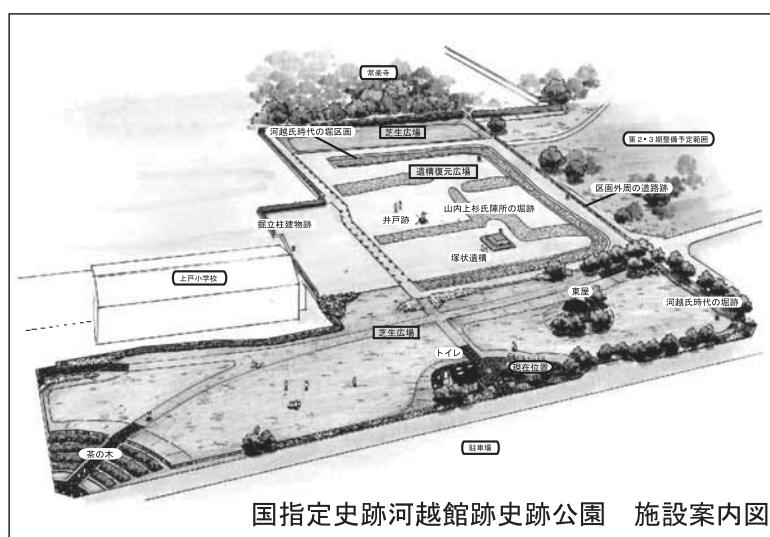 常楽寺
河越氏時代の堀区画
芝生広場
第2・3期整備予定範囲
遺構復元広場
区画外周の道路跡
井戸跡
山内上杉氏陣所の堀跡
掘立柱建物跡
塚状遺構
上戸小学校
東屋
河越氏時代の堀跡
芝生広場
トイレ
現在位置
茶の木
駐車場
国指定史跡河越館跡史跡公園　施設案内図